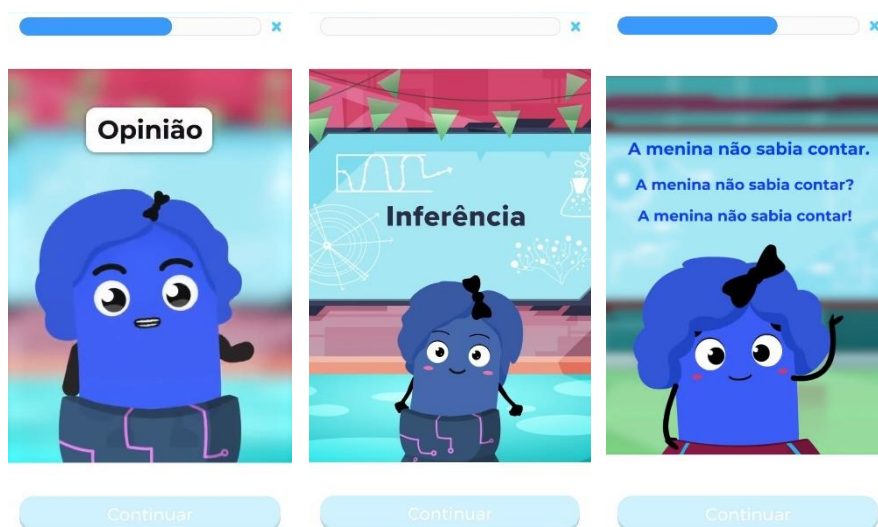 Opinião
Continuar
Inferência
Continuar
A menina não sabia contar.
A menina não sabia contar?
A menina não sabia contar!
Continuar